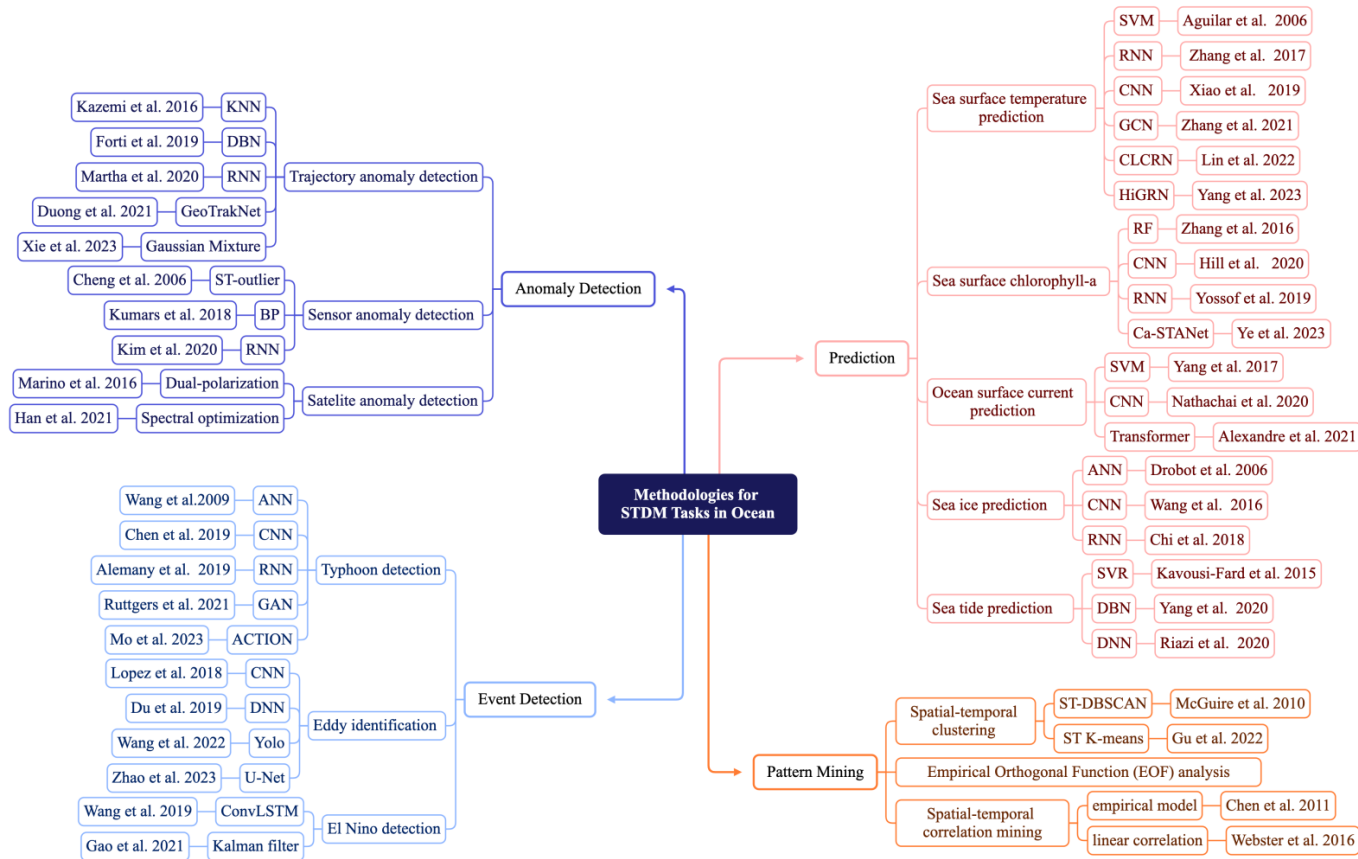 Methodologies for
STDM Tasks in Ocean
Anomaly Detection
Trajectory anomaly detection
KNN
Kazemi et al. 2016
DBN
Forti et al. 2019
RNN
Martha et al. 2020
GeoTrakNet
Duong et al. 2021
Gaussian Mixture
Xie et al. 2023
Sensor anomaly detection
ST-outlier
Cheng et al. 2006
BP
Kumars et al. 2018
RNN
Kim et al. 2020
Satelite anomaly detection
Dual-polarization
Marino et al. 2016
Spectral optimization
Han et al. 2021
Event Detection
Typhoon detection
ANN
Wang et al.2009
CNN
Chen et al. 2019
RNN
Alemany et al. 2019
GAN
Ruttgers et al. 2021
ACTION
Mo et al. 2023
Eddy identification
CNN
Lopez et al. 2018
DNN
Du et al. 2019
Yolo
Wang et al. 2022
U-Net
Zhao et al. 2023
El Nino detection
ConvLSTM
Wang et al. 2019
Kalman filter
Gao et al. 2021
Prediction
Sea surface temperature
prediction
SVM
Aguilar et al. 2006
RNN
Zhang et al. 2017
CNN
Xiao et al. 2019
GCN
Zhang et al. 2021
CLCRN
Lin et al. 2022
HiGRN
Yang et al. 2023
Sea surface chlorophyll-a
RF
Zhang et al. 2016
CNN
Hill et al. 2020
RNN
Yossof et al. 2019
Ca-STANet
Ye et al. 2023
Ocean surface current
prediction
SVM
Yang et al. 2017
CNN
Nathachai et al. 2020
Transformer
Alexandre et al. 2021
Sea ice prediction
ANN
Drobot et al. 2006
CNN
Wang et al. 2016
RNN
Chi et al. 2018
Sea tide prediction
SVR
Kavousi-Fard et al. 2015
DBN
Yang et al. 2020
DNN
Riazi et al. 2020
Pattern Mining
Spatial-temporal
clustering
ST-DBSCAN
McGuire et al. 2010
ST K-means
Gu et al. 2022
Empirical Orthogonal Function (EOF) analysis
Spatial-temporal
correlation mining
empirical model
Chen et al. 2011
linear correlation
Webster et al. 2016